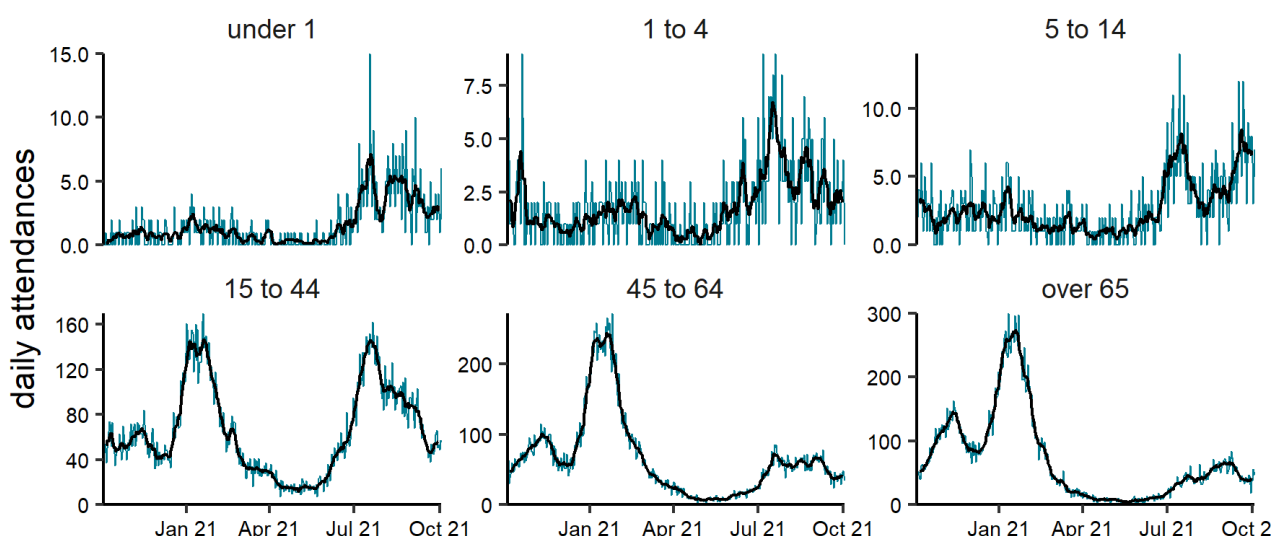 under 1
1 to 4
5 to 14
15.0
10.0
5.0
0.0
7.5
5.0
2.5
0.0
10.0
5.0
0.0
daily attendances
15 to 44
45 to 64
over 65
160
120
80
40
0
200
100
0
300
200
100
0
Jan 21 Apr 21 Jul 21 Oct 21
Jan 21 Apr 21 Jul 21 Oct 21
Jan 21 Apr 21 Jul 21 Oct 2